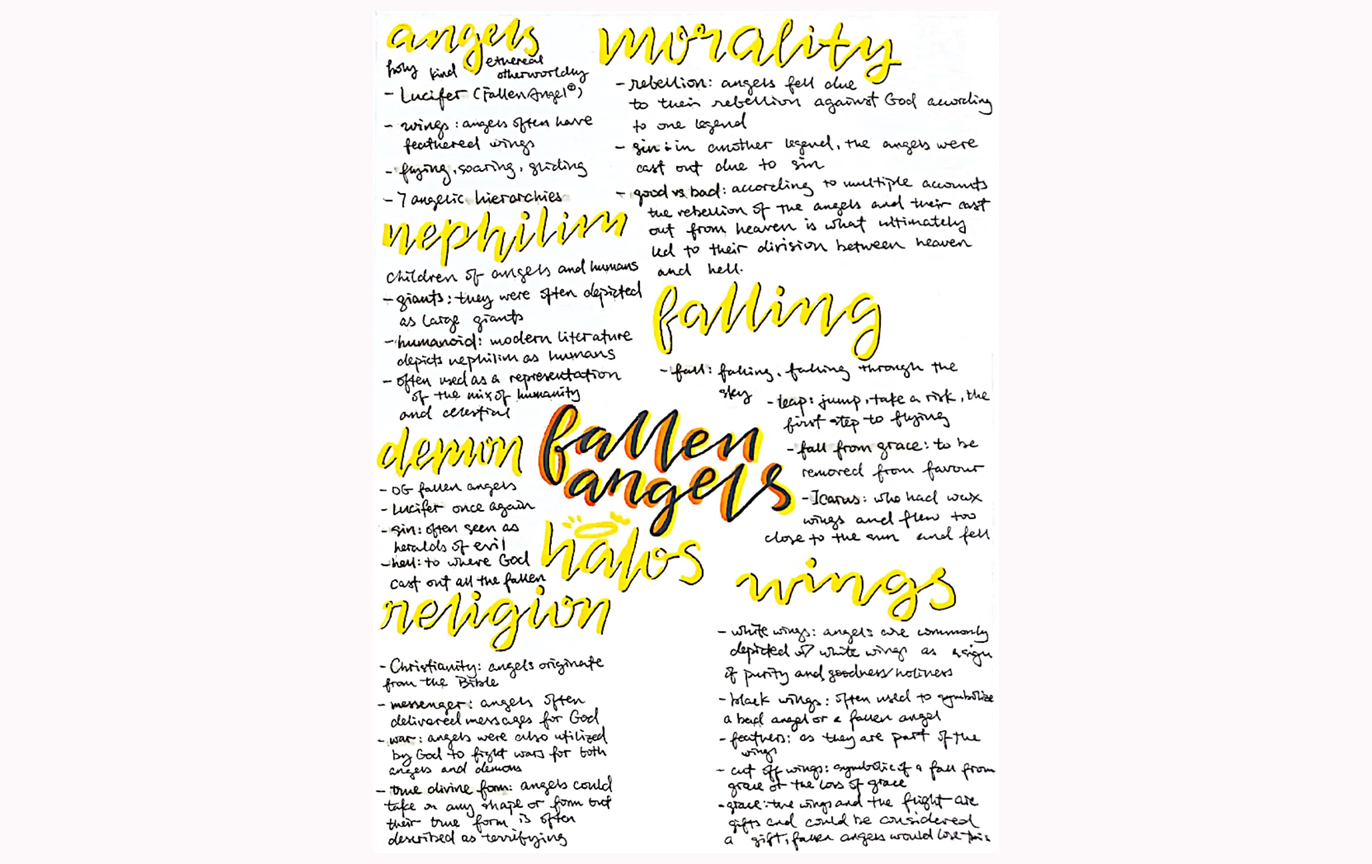 angels
holy kind ethereal
otherworldly
- Lucifer (Fallen Angel®)
- wings: angels often have
feathered wings
- flying, soaring, gliding
- 7 angelic hierarchies
morality
- rebellion: angels fell due
to their rebellion against God according
to one legend
- sin: in another legend, the angels were
cast out due to sin
- good vs bad: according to multiple accounts
the rebellion of the angels and their cast
out from heaven is what ultimately
led to their division between heaven
and hell.
nephilim
children of angels and humans
- giants: they were often depicted
as large giants
- humanoid: modern literature
depicts nephilim as humans
- often used as a representation
of the mix of humanity
and celestial
falling
- fall: falling, falling through the
sky
- leap: jump, take a risk, the
first step to flying
- fall from grace: to be
removed from favour
- Icarus: who had wax
wings and flew too
close to the sun and fell
fallen
angels
demon
- OG fallen angels
- Lucifer once again
- sin: often seen as
heralds of evil
- hell: to where God
cast out all the fallen
halos
religion
- Christianity: angels originate
from the Bible
- messenger: angels often
delivered messages for God
- war: angels were also utilized
by God to fight wars for both
angels and demons
- true divine form: angels could
take on any shape or form but
their true form is often
described as terrifying
wings
- white wings: angels are commonly
depicted w/ white wings as a sign
of purity and goodness/holiness
- black wings: often used to symbolize
a bad angel or a fallen angel
- feathers: as they are part of the
wings
- cut off wings: symbolic of a fall from
grace or the loss of grace
- grace: the wings and the flight are
gifts and could be considered
a gift, fallen angels would lose this